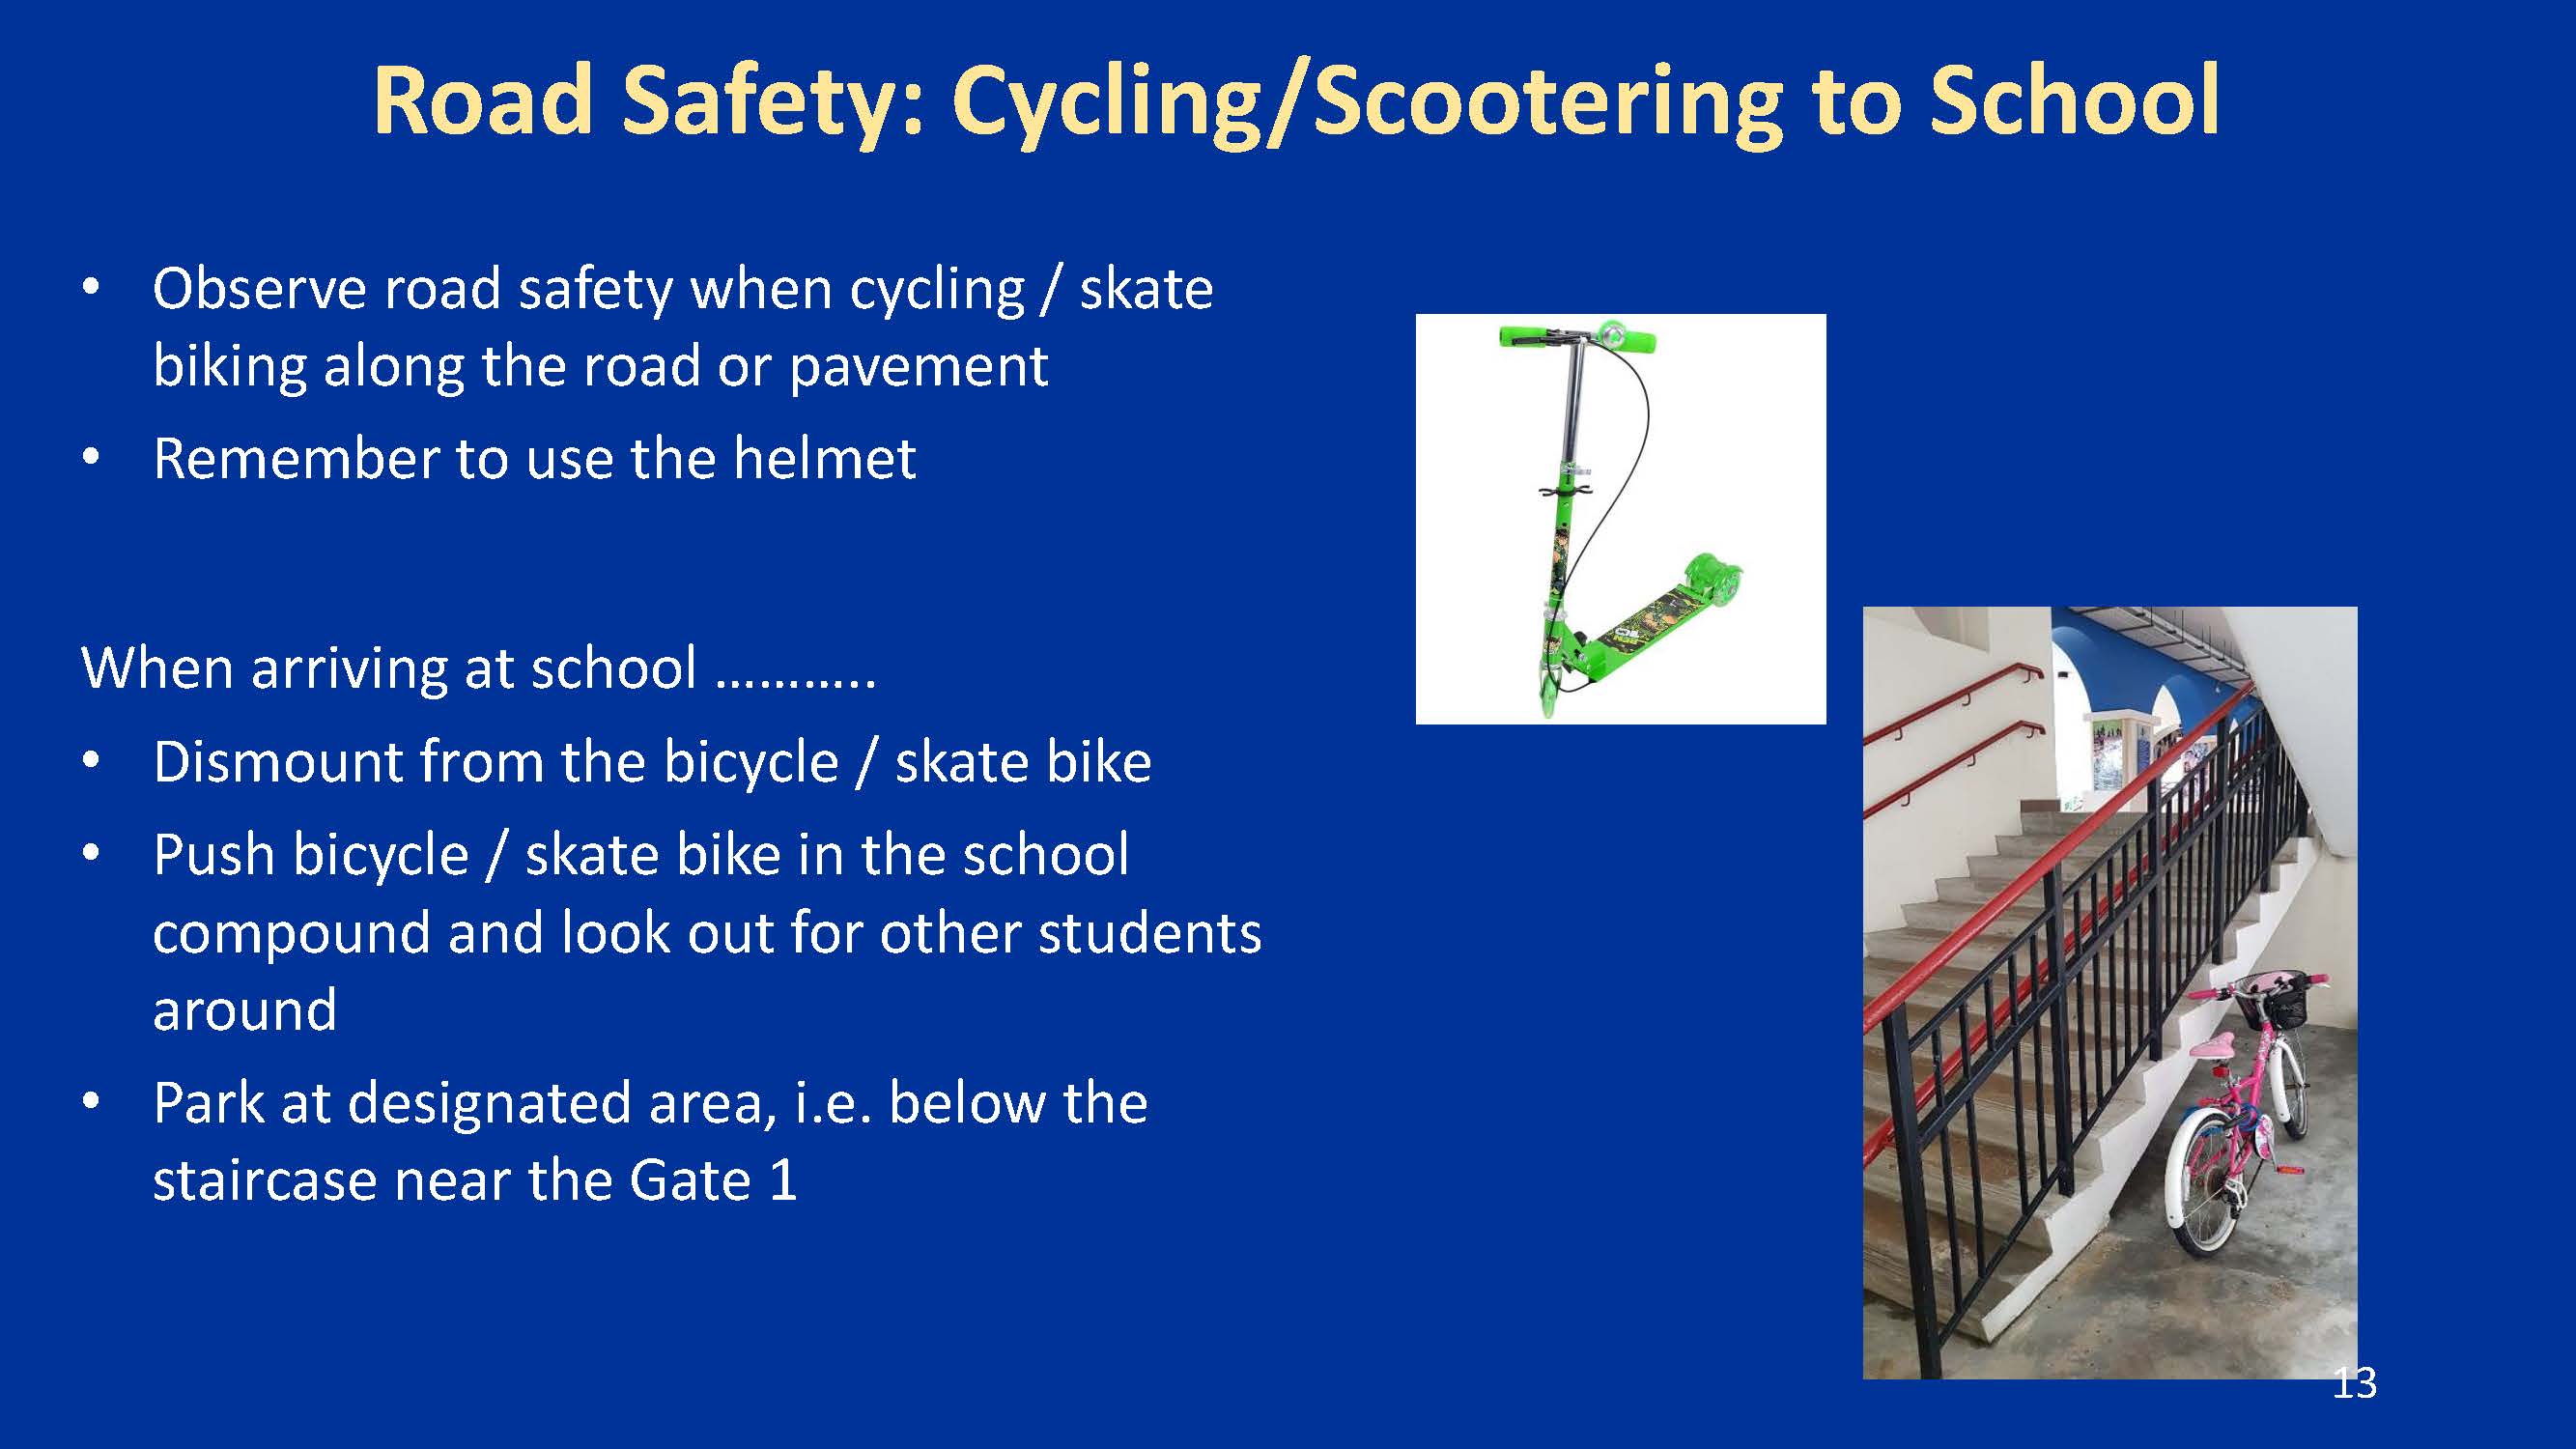 Road Safety: Cycling/Scootering to School
• Observe road safety when cycling / skate
biking along the road or pavement
• Remember to use the helmet
When arriving at school ………..
• Dismount from the bicycle / skate bike
• Push bicycle / skate bike in the school
compound and look out for other students
around
• Park at designated area, i.e. below the
staircase near the Gate 1
13